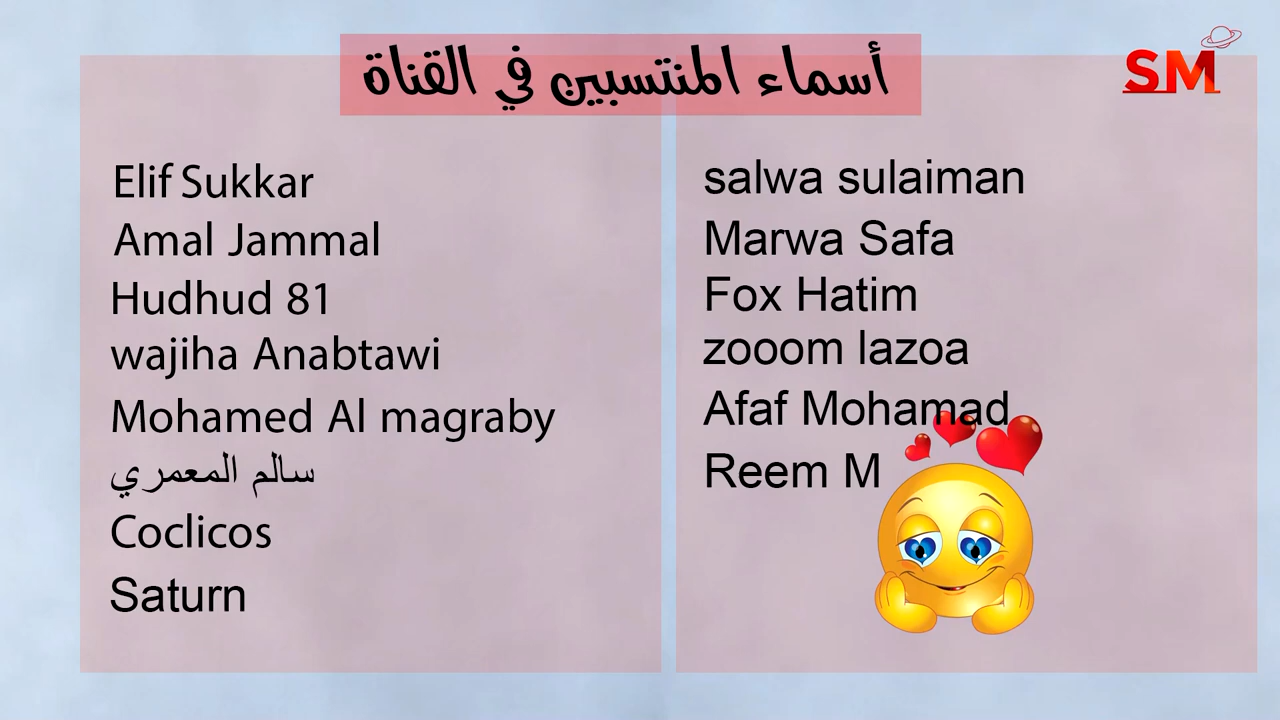 أسماء المنتسبين في القناة
SM
Elif Sukkar
Amal Jammal
Hudhud 81
wajiha Anabtawi
Mohamed Al magraby
سالم المعمري
Coclicos
Saturn
salwa sulaiman
Marwa Safa
Fox Hatim
zooom lazoa
Afaf Mohamad
Reem M